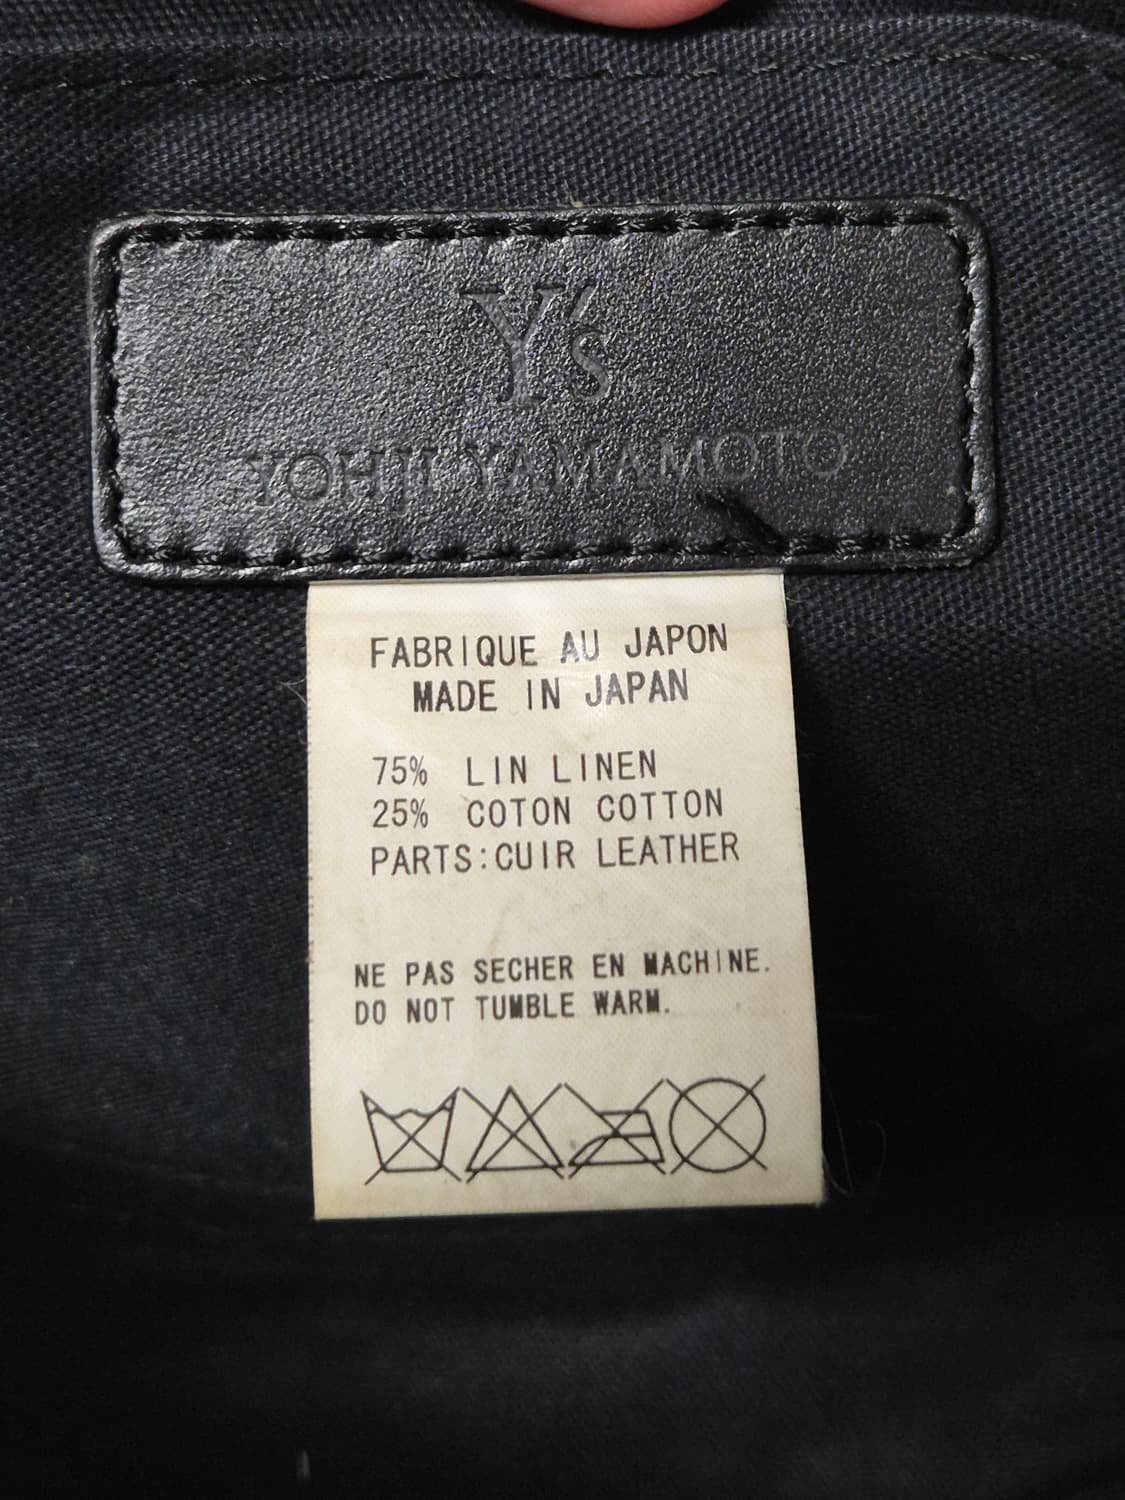 Y's
YOHJI YAMAMOTO
FABRIQUE AU JAPON
MADE IN JAPAN
75% LIN LINEN
25% COTON COTTON
PARTS:CUIR LEATHER
NE PAS SECHER EN MACHINE.
DO NOT TUMBLE WARM.